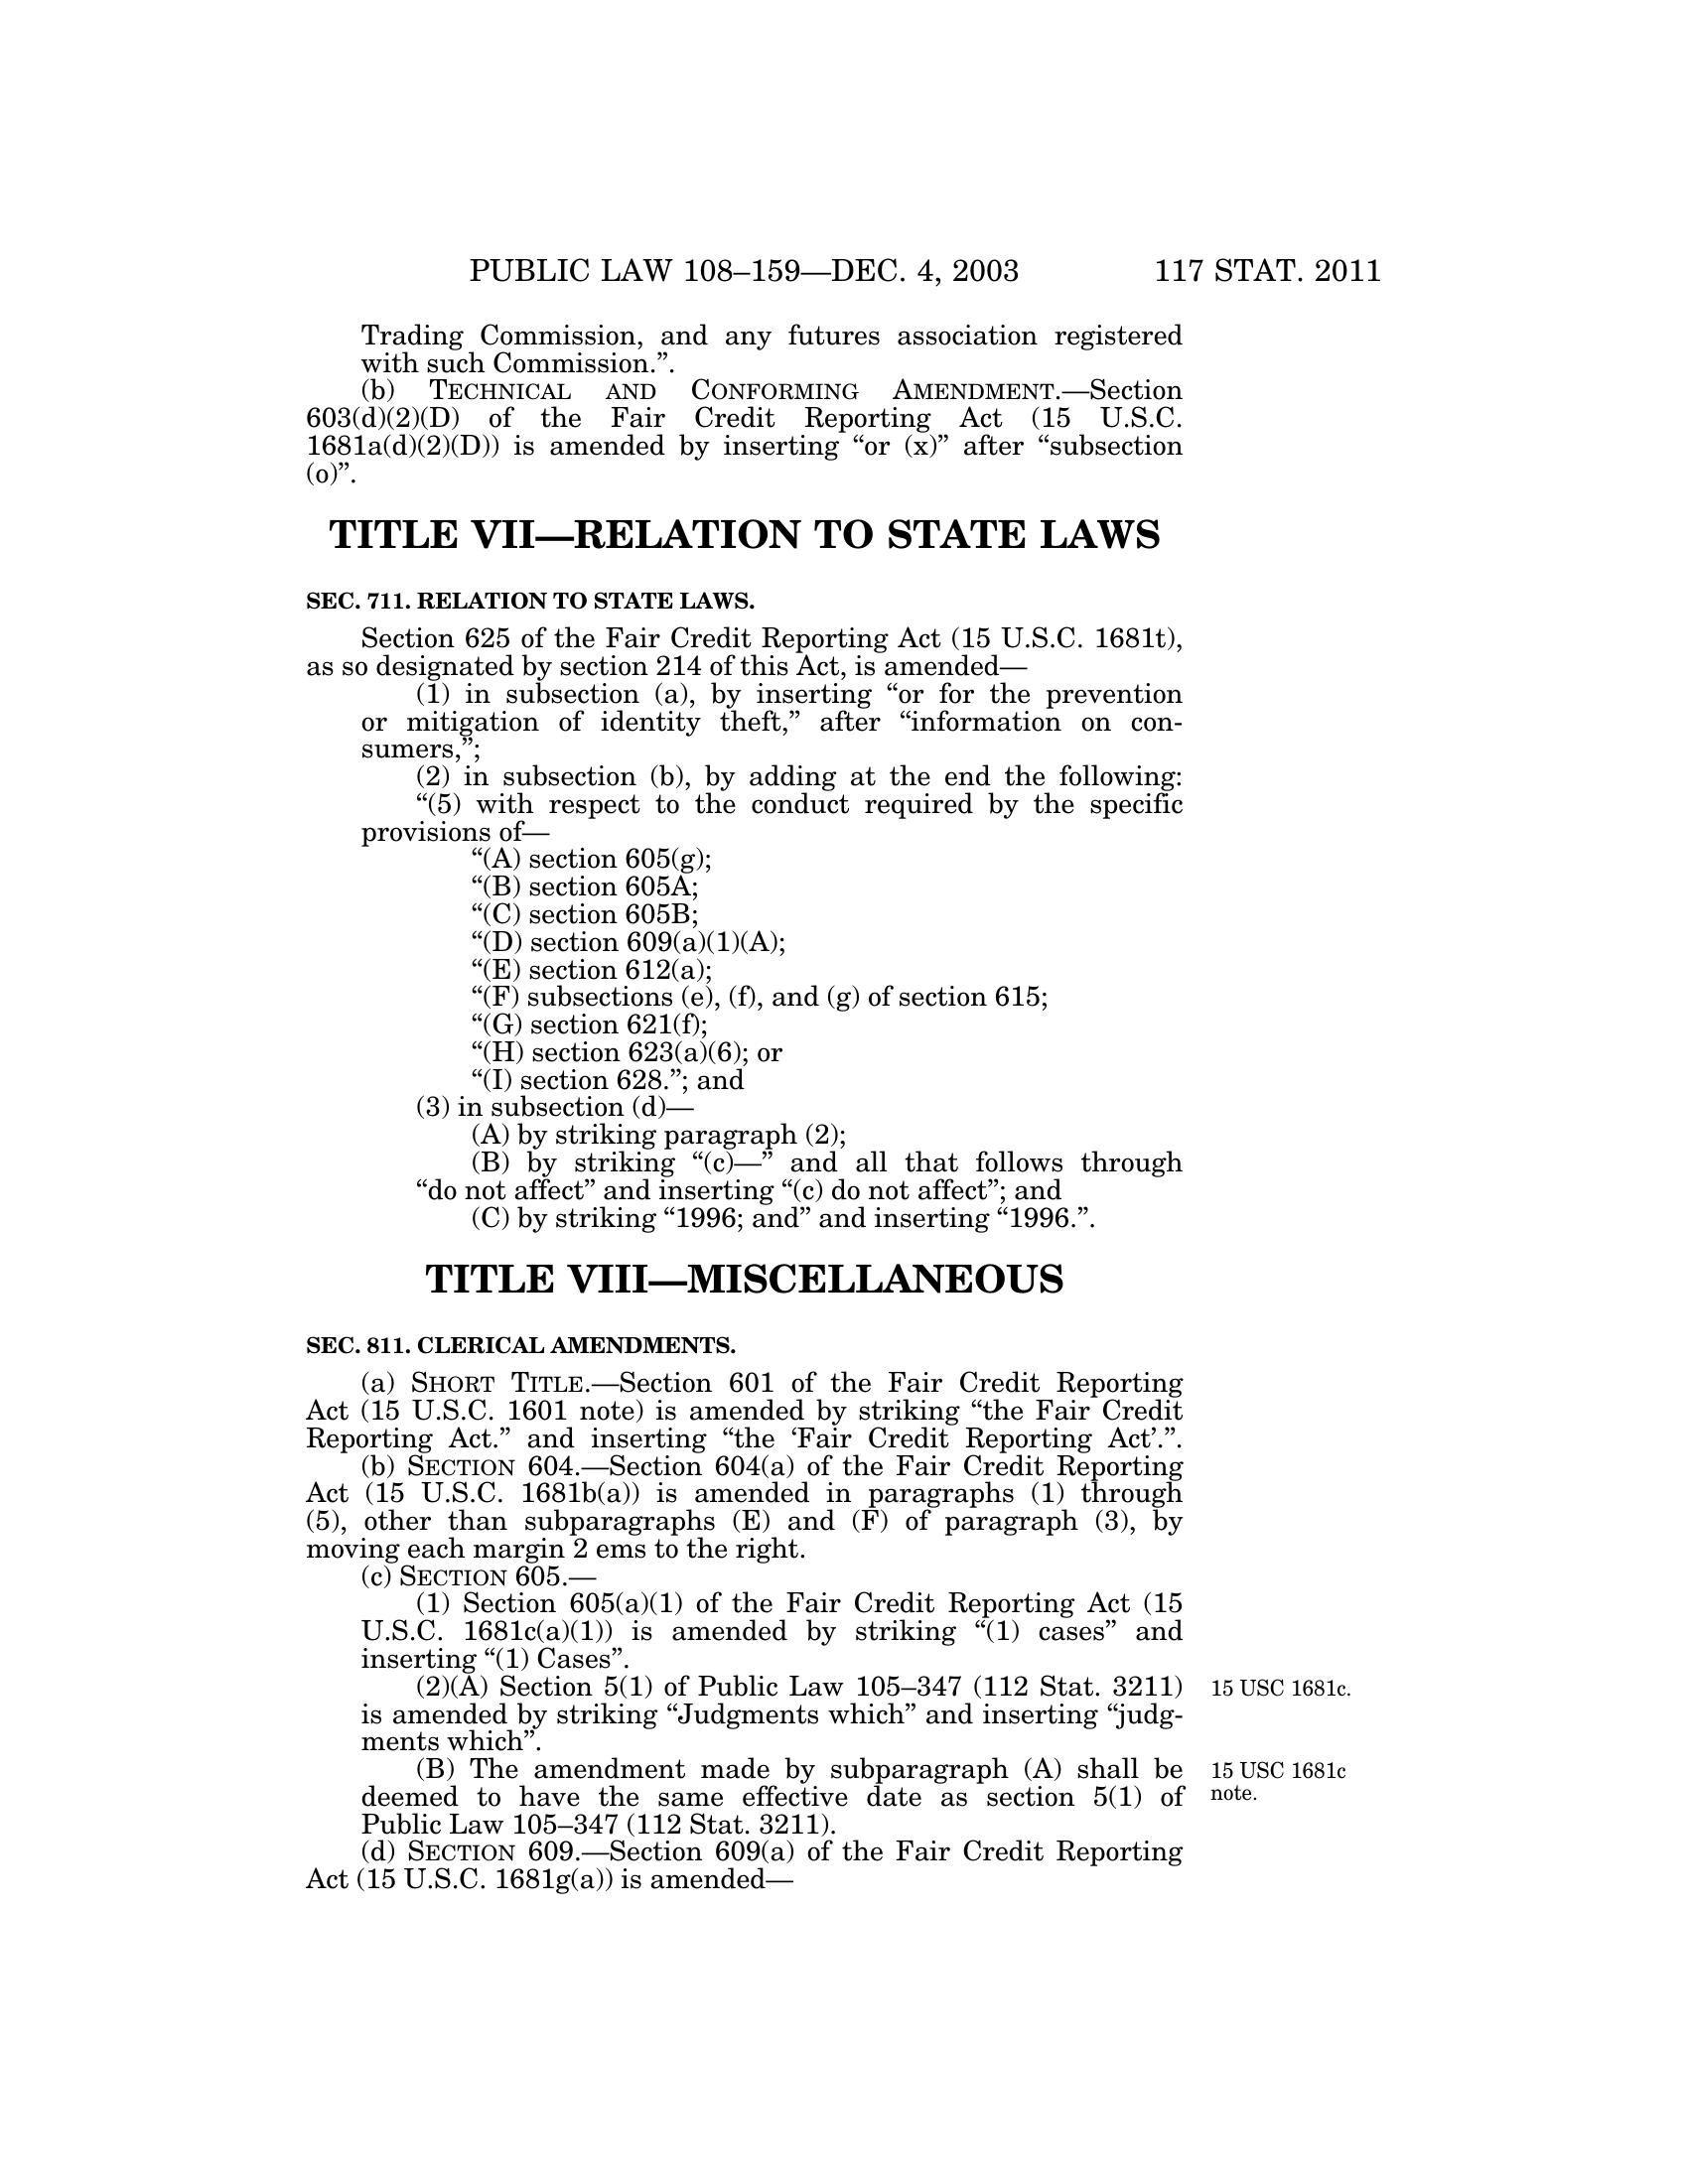 PUBLIC LAW 108–159—DEC. 4, 2003 117 STAT. 2011
Trading Commission, and any futures association registered
with such Commission.”.
(b) TECHNICAL AND CONFORMING AMENDMENT.—Section
603(d)(2)(D) of the Fair Credit Reporting Act (15 U.S.C.
1681a(d)(2)(D)) is amended by inserting “or (x)” after “subsection
(o)”.
TITLE VII—RELATION TO STATE LAWS
SEC. 711. RELATION TO STATE LAWS.
Section 625 of the Fair Credit Reporting Act (15 U.S.C. 1681t),
as so designated by section 214 of this Act, is amended—
(1) in subsection (a), by inserting “or for the prevention
or mitigation of identity theft,” after “information on con-
sumers,”;
(2) in subsection (b), by adding at the end the following:
“(5) with respect to the conduct required by the specific
provisions of—
“(A) section 605(g);
“(B) section 605A;
“(C) section 605B;
“(D) section 609(a)(1)(A);
“(E) section 612(a);
“(F) subsections (e), (f), and (g) of section 615;
“(G) section 621(f);
“(H) section 623(a)(6); or
“(I) section 628.”; and
(3) in subsection (d)—
(A) by striking paragraph (2);
(B) by striking “(c)—” and all that follows through
“do not affect” and inserting “(c) do not affect”; and
(C) by striking “1996; and” and inserting “1996.”.
TITLE VIII—MISCELLANEOUS
SEC. 811. CLERICAL AMENDMENTS.
(a) SHORT TITLE.—Section 601 of the Fair Credit Reporting
Act (15 U.S.C. 1601 note) is amended by striking “the Fair Credit
Reporting Act.” and inserting “the ‘Fair Credit Reporting Act’.”.
(b) SECTION 604.—Section 604(a) of the Fair Credit Reporting
Act (15 U.S.C. 1681b(a)) is amended in paragraphs (1) through
(5), other than subparagraphs (E) and (F) of paragraph (3), by
moving each margin 2 ems to the right.
(c) SECTION 605.—
(1) Section 605(a)(1) of the Fair Credit Reporting Act (15
U.S.C. 1681c(a)(1)) is amended by striking “(1) cases” and
inserting “(1) Cases”.
(2)(A) Section 5(1) of Public Law 105–347 (112 Stat. 3211)
is amended by striking “Judgments which” and inserting “judg-
ments which”.
(B) The amendment made by subparagraph (A) shall be
deemed to have the same effective date as section 5(1) of
Public Law 105–347 (112 Stat. 3211).
(d) SECTION 609.—Section 609(a) of the Fair Credit Reporting
Act (15 U.S.C. 1681g(a)) is amended—
15 USC 1681c.
15 USC 1681c
note.